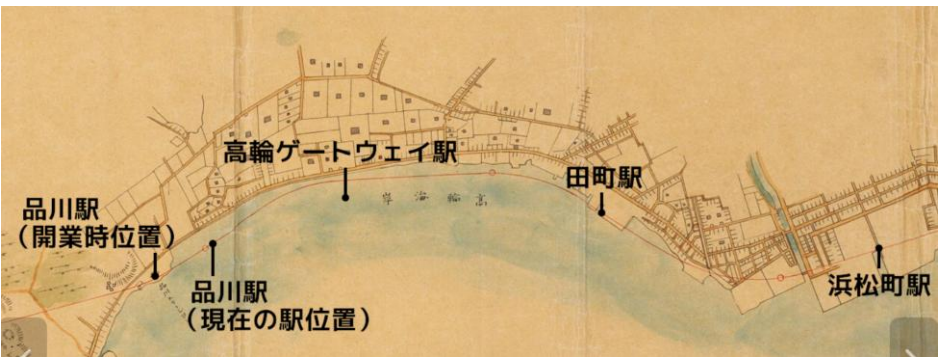 高輪ゲートウェイ駅
田町駅
品川駅
（開業時位置）
高輪海岸
品川駅
（現在の駅位置）
浜松町駅